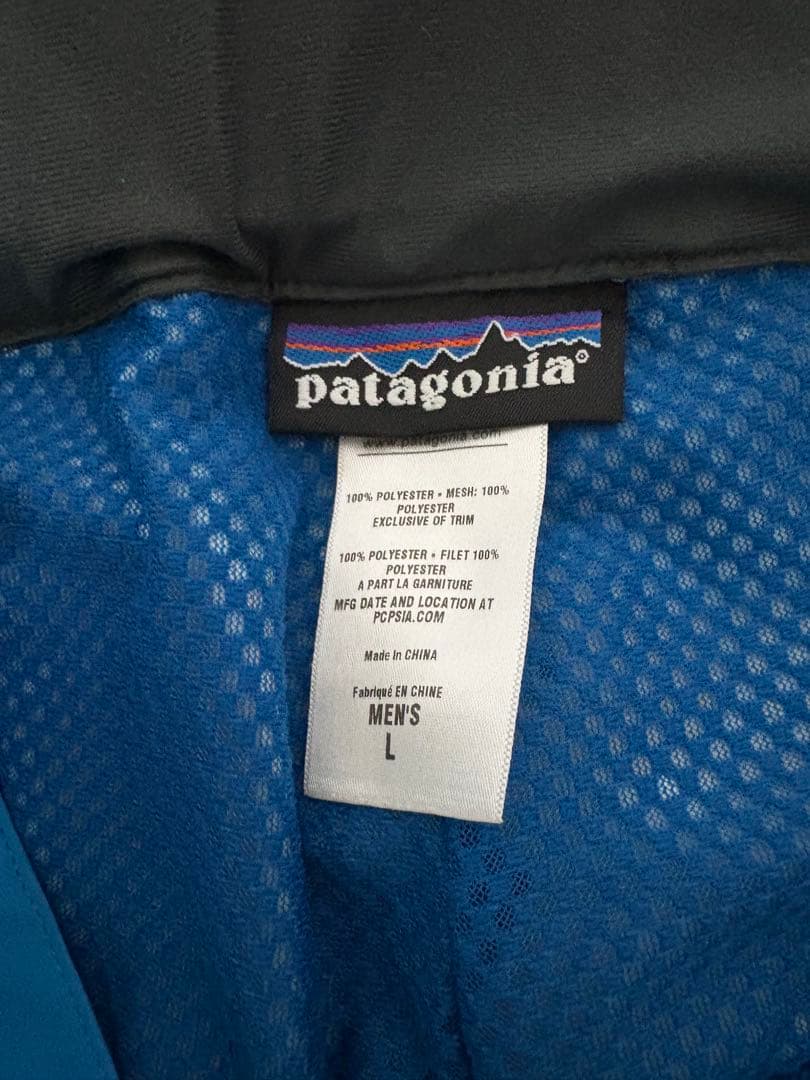 patagonia®
www.patagonia.com
100% POLYESTER • MESH: 100%
POLYESTER
EXCLUSIVE OF TRIM
100% POLYESTER • FILET 100%
POLYESTER
A PART LA GARNITURE
MFG DATE AND LOCATION AT
PCPSIA.COM
Made In CHINA
Fabriqué EN CHINE
MEN'S
L